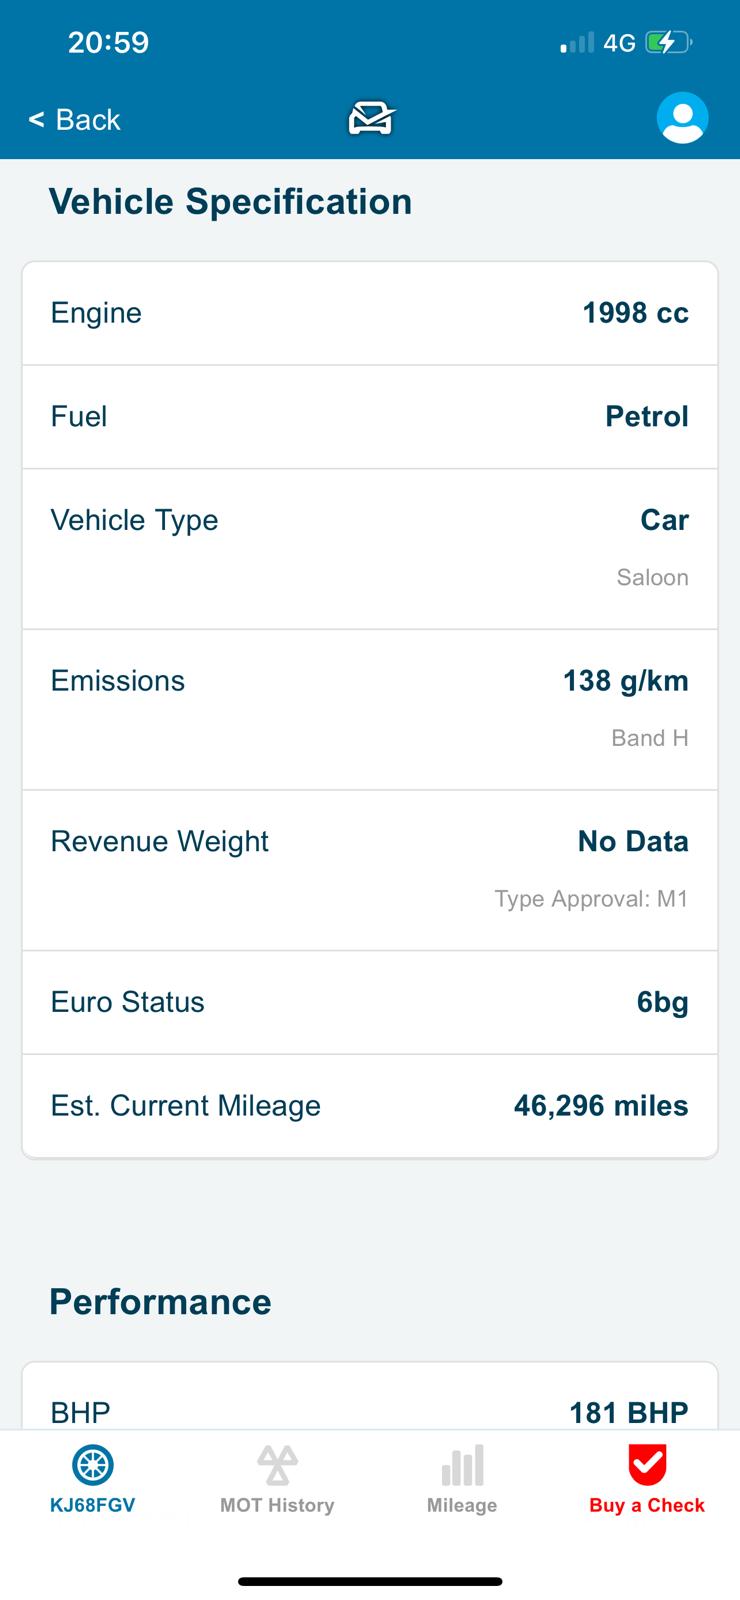 20:59
4G
< Back
Vehicle Specification
Engine 1998 cc
Fuel Petrol
Vehicle Type Car
Saloon
Emissions 138 g/km
Band H
Revenue Weight No Data
Type Approval: M1
Euro Status 6bg
Est. Current Mileage 46,296 miles
Performance
BHP 181 BHP
KJ68FGV MOT History Mileage Buy a Check